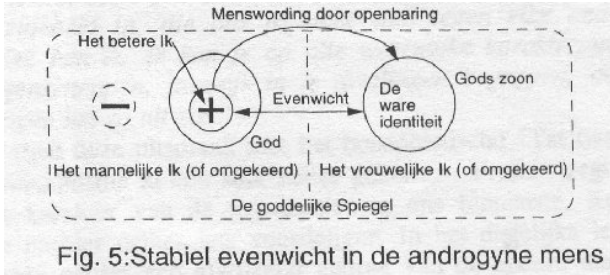 Menswording door openbaring
Het betere Ik
Gods zoon
De
ware
identiteit
Evenwicht
−
+
God
Het mannelijke Ik (of omgekeerd)
Het vrouwelijke Ik (of omgekeerd)
De goddelijke Spiegel
Fig. 5:Stabiel evenwicht in de androgyne mens